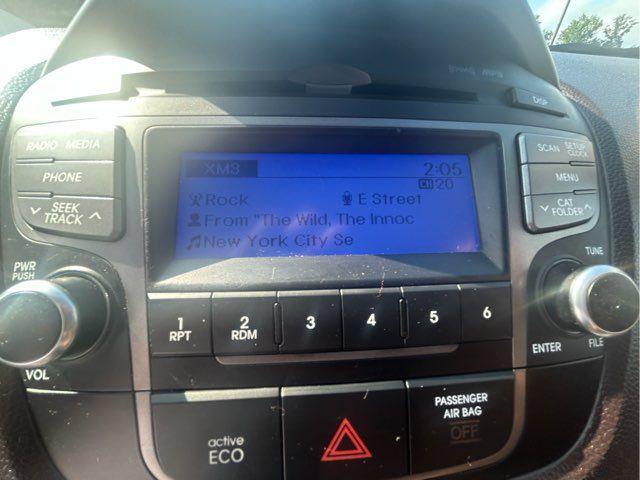 DISP
RADIO MEDIA
PHONE
SEEK
TRACK
SCAN SETUP
CLOCK
MENU
CAT
FOLDER
XM3 2:05
CH 20
Rock E Street
From "The Wild, The Innoc
New York City Se
PWR
PUSH
VOL
TUNE
ENTER FILE
1
RPT
2
RDM
3
4
5
6
active
ECO
PASSENGER
AIR BAG
OFF